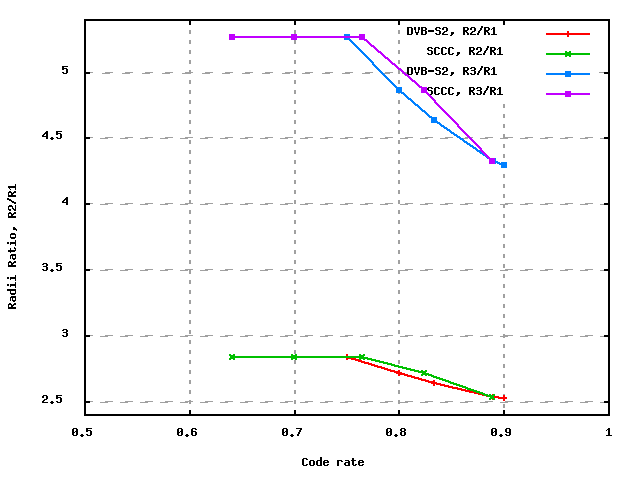 DVB-S2, R2/R1
SCCC, R2/R1
DVB-S2, R3/R1
SCCC, R3/R1
5
4.5
4
3.5
3
2.5
Radii Ratio, R2/R1
0.5 0.6 0.7 0.8 0.9 1
Code rate